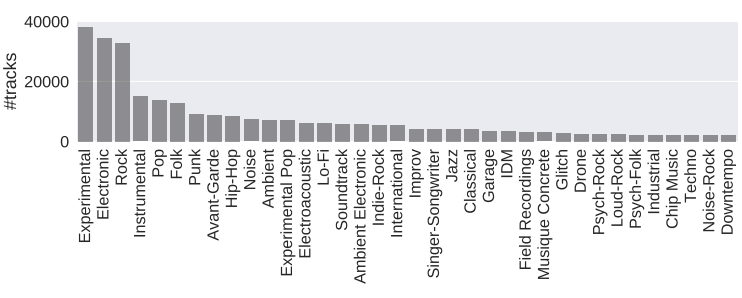 40000
20000
0
#tracks
Experimental
Electronic
Rock
Instrumental
Pop
Folk
Punk
Avant-Garde
Hip-Hop
Noise
Ambient
Experimental Pop
Electroacoustic
Lo-Fi
Soundtrack
Ambient Electronic
Indie-Rock
International
Improv
Singer-Songwriter
Jazz
Classical
Garage
IDM
Field Recordings
Musique Concrete
Glitch
Drone
Psych-Rock
Loud-Rock
Psych-Folk
Industrial
Chip Music
Techno
Noise-Rock
Downtempo